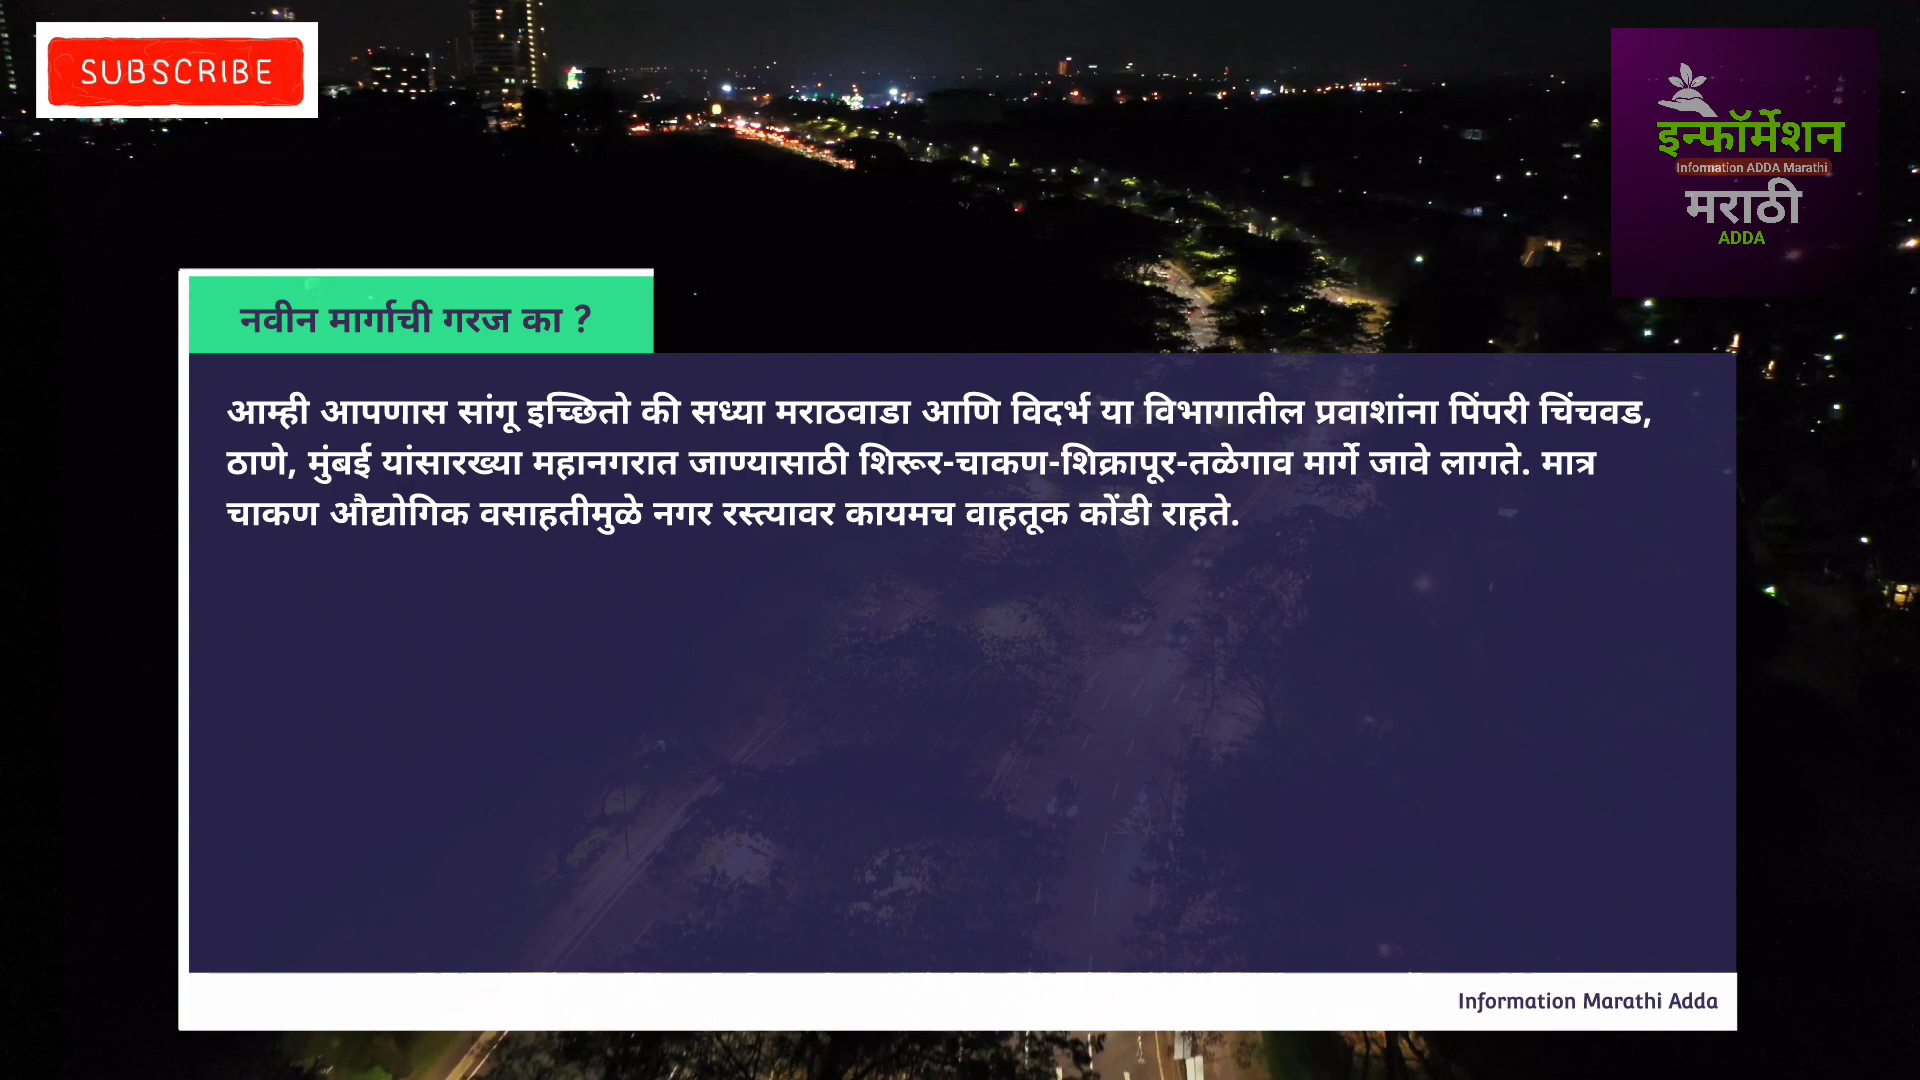 SUBSCRIBE
इन्फॉर्मेशन
Information ADDA Marathi
मराठी
ADDA
नवीन मार्गाची गरज का ?
आम्ही आपणास सांगू इच्छितो की सध्या मराठवाडा आणि विदर्भ या विभागातील प्रवाशांना पिंपरी चिंचवड,
ठाणे, मुंबई यांसारख्या महानगरात जाण्यासाठी शिरूर-चाकण-शिक्रापूर-तळेगाव मार्गे जावे लागते. मात्र
चाकण औद्योगिक वसाहतीमुळे नगर रस्त्यावर कायमच वाहतूक कोंडी राहते.
Information Marathi Adda